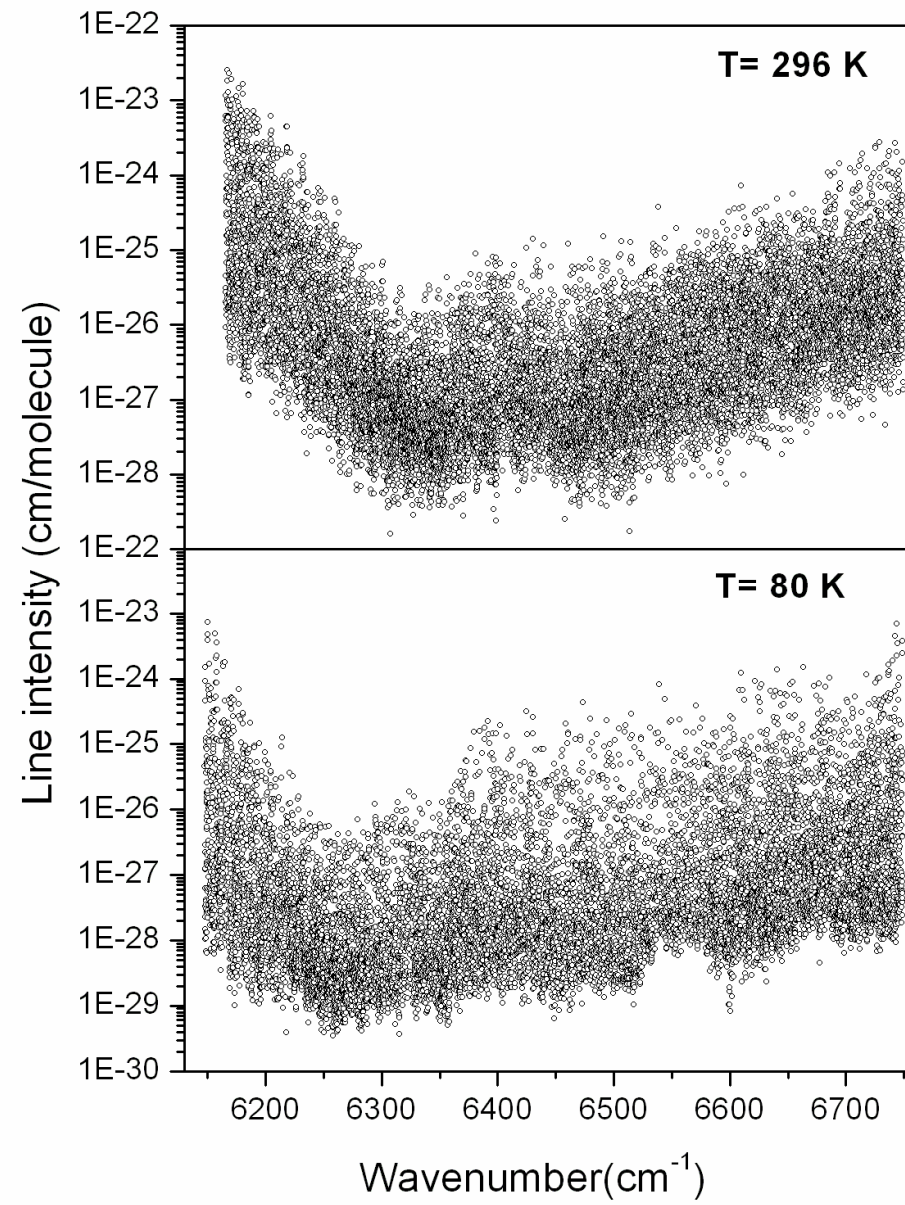 1E-22
T= 296 K
1E-23
1E-24
1E-25
1E-26
1E-27
1E-28
1E-22
T= 80 K
1E-23
1E-24
1E-25
1E-26
1E-27
1E-28
1E-29
1E-30
Line intensity (cm/molecule)
6200 6300 6400 6500 6600 6700
Wavenumber(cm⁻¹)